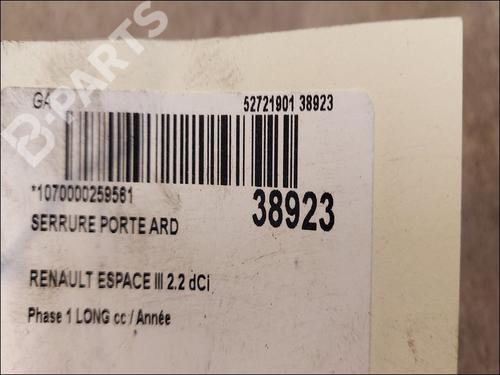 B-PARTS
GA 52721901 38923
*1070000259561
38923
SERRURE PORTE ARD
RENAULT ESPACE III 2.2 dCi
Phase 1 LONG cc / Année